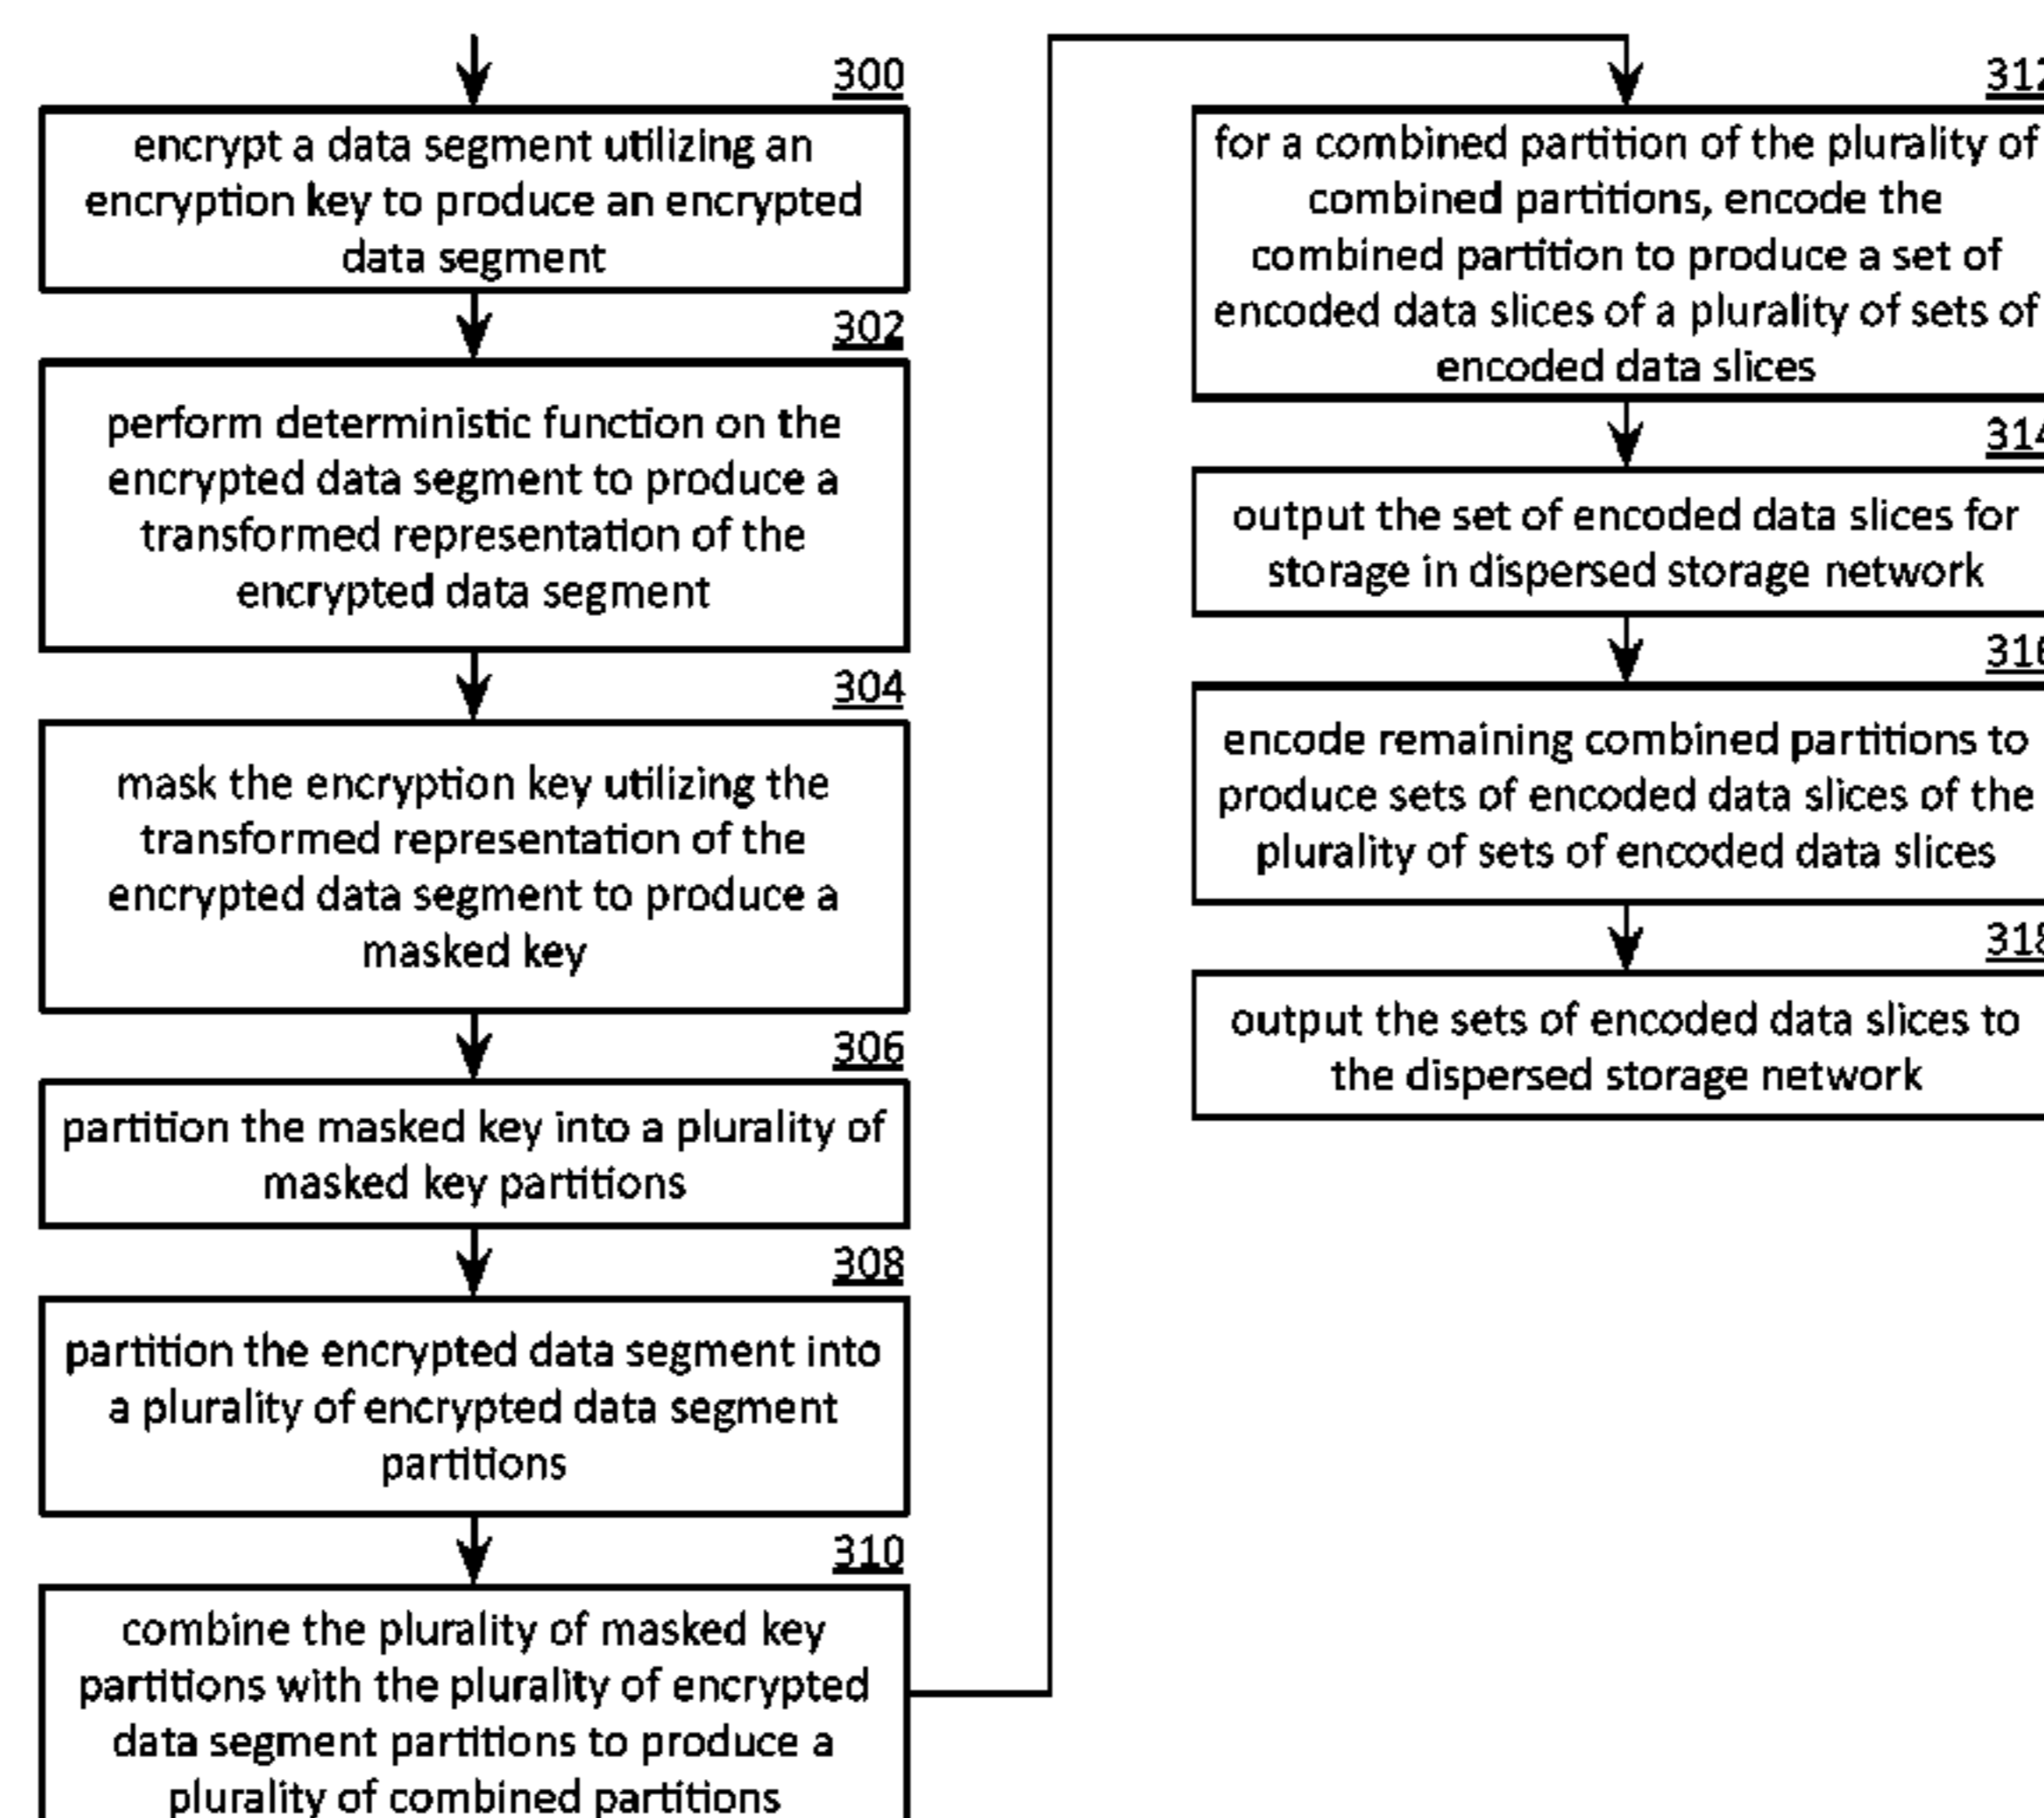 300
encrypt a data segment utilizing an
encryption key to produce an encrypted
data segment
302
perform deterministic function on the
encrypted data segment to produce a
transformed representation of the
encrypted data segment
304
mask the encryption key utilizing the
transformed representation of the
encrypted data segment to produce a
masked key
306
partition the masked key into a plurality of
masked key partitions
308
partition the encrypted data segment into
a plurality of encrypted data segment
partitions
310
combine the plurality of masked key
partitions with the plurality of encrypted
data segment partitions to produce a
plurality of combined partitions
312
for a combined partition of the plurality of
combined partitions, encode the
combined partition to produce a set of
encoded data slices of a plurality of sets of
encoded data slices
314
output the set of encoded data slices for
storage in dispersed storage network
316
encode remaining combined partitions to
produce sets of encoded data slices of the
plurality of sets of encoded data slices
318
output the sets of encoded data slices to
the dispersed storage network